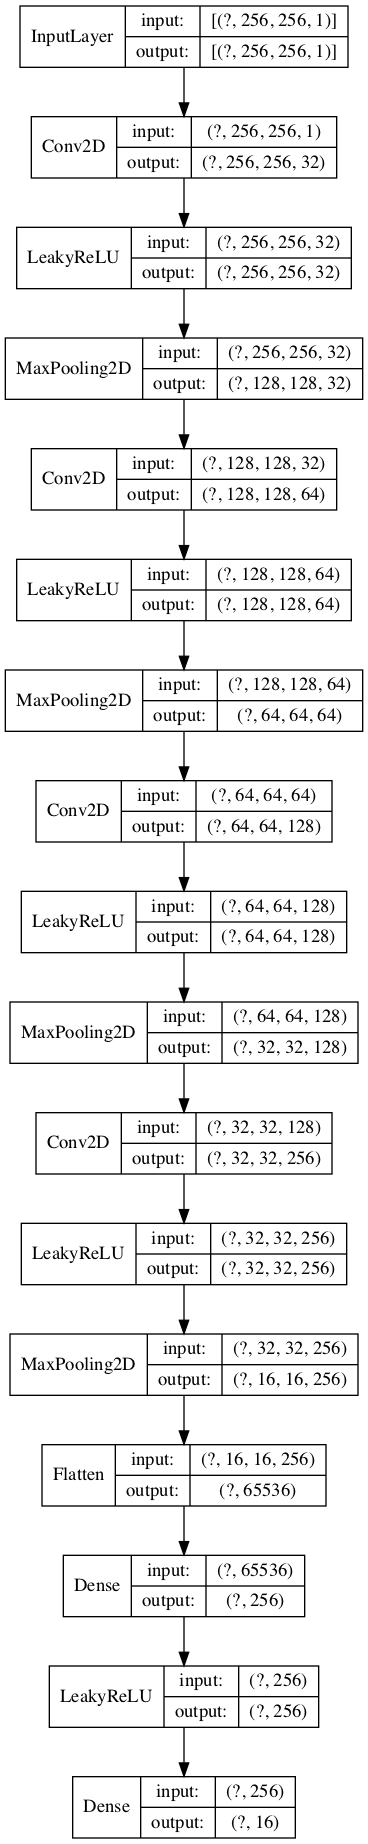 InputLayer input: [(?, 256, 256, 1)]
output: [(?, 256, 256, 1)]
Conv2D input: (?, 256, 256, 1)
output: (?, 256, 256, 32)
LeakyReLU input: (?, 256, 256, 32)
output: (?, 256, 256, 32)
MaxPooling2D input: (?, 256, 256, 32)
output: (?, 128, 128, 32)
Conv2D input: (?, 128, 128, 32)
output: (?, 128, 128, 64)
LeakyReLU input: (?, 128, 128, 64)
output: (?, 128, 128, 64)
MaxPooling2D input: (?, 128, 128, 64)
output: (?, 64, 64, 64)
Conv2D input: (?, 64, 64, 64)
output: (?, 64, 64, 128)
LeakyReLU input: (?, 64, 64, 128)
output: (?, 64, 64, 128)
MaxPooling2D input: (?, 64, 64, 128)
output: (?, 32, 32, 128)
Conv2D input: (?, 32, 32, 128)
output: (?, 32, 32, 256)
LeakyReLU input: (?, 32, 32, 256)
output: (?, 32, 32, 256)
MaxPooling2D input: (?, 32, 32, 256)
output: (?, 16, 16, 256)
Flatten input: (?, 16, 16, 256)
output: (?, 65536)
Dense input: (?, 65536)
output: (?, 256)
LeakyReLU input: (?, 256)
output: (?, 256)
Dense input: (?, 256)
output: (?, 16)